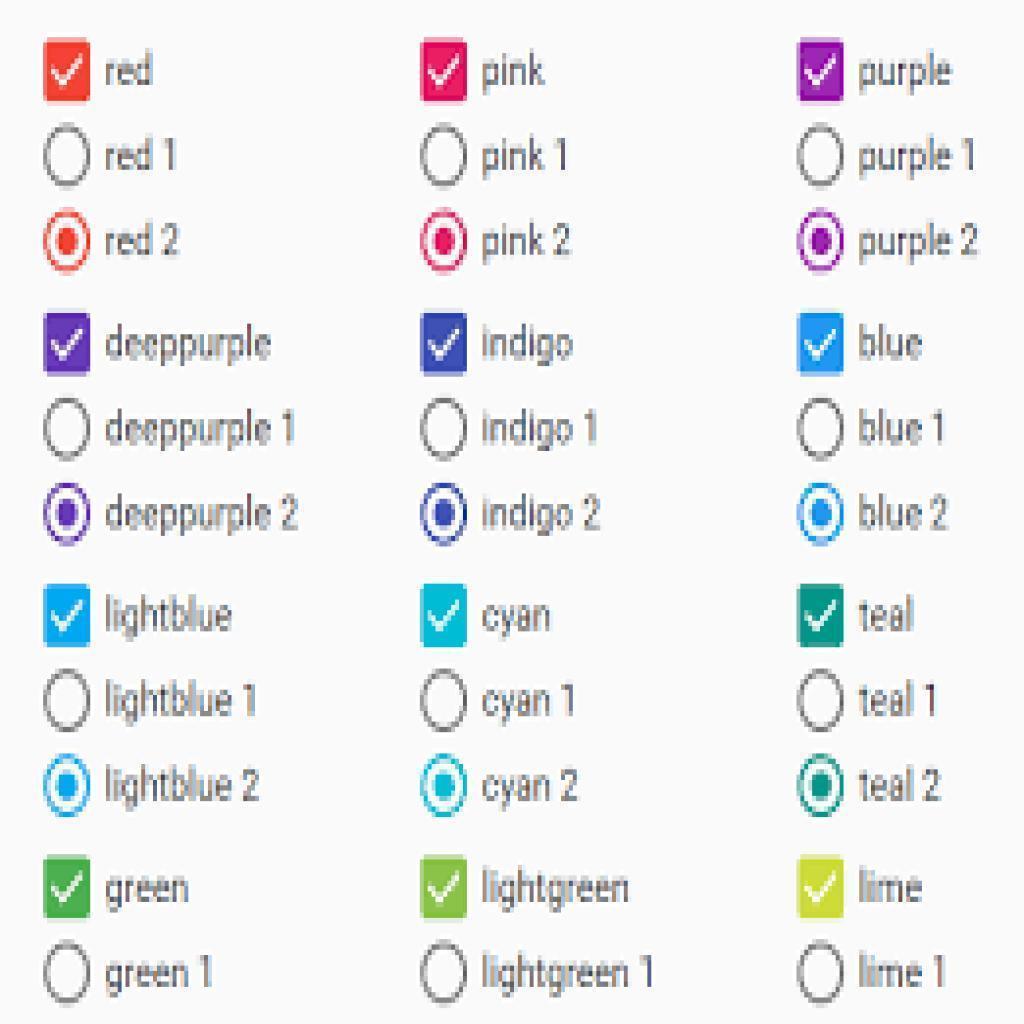 red pink purple
red 1 pink 1 purple 1
red 2 pink 2 purple 2
deeppurple indigo blue
deeppurple 1 indigo 1 blue 1
deeppurple 2 indigo 2 blue 2
lightblue cyan teal
lightblue 1 cyan 1 teal 1
lightblue 2 cyan 2 teal 2
green lightgreen lime
green 1 lightgreen 1 lime 1